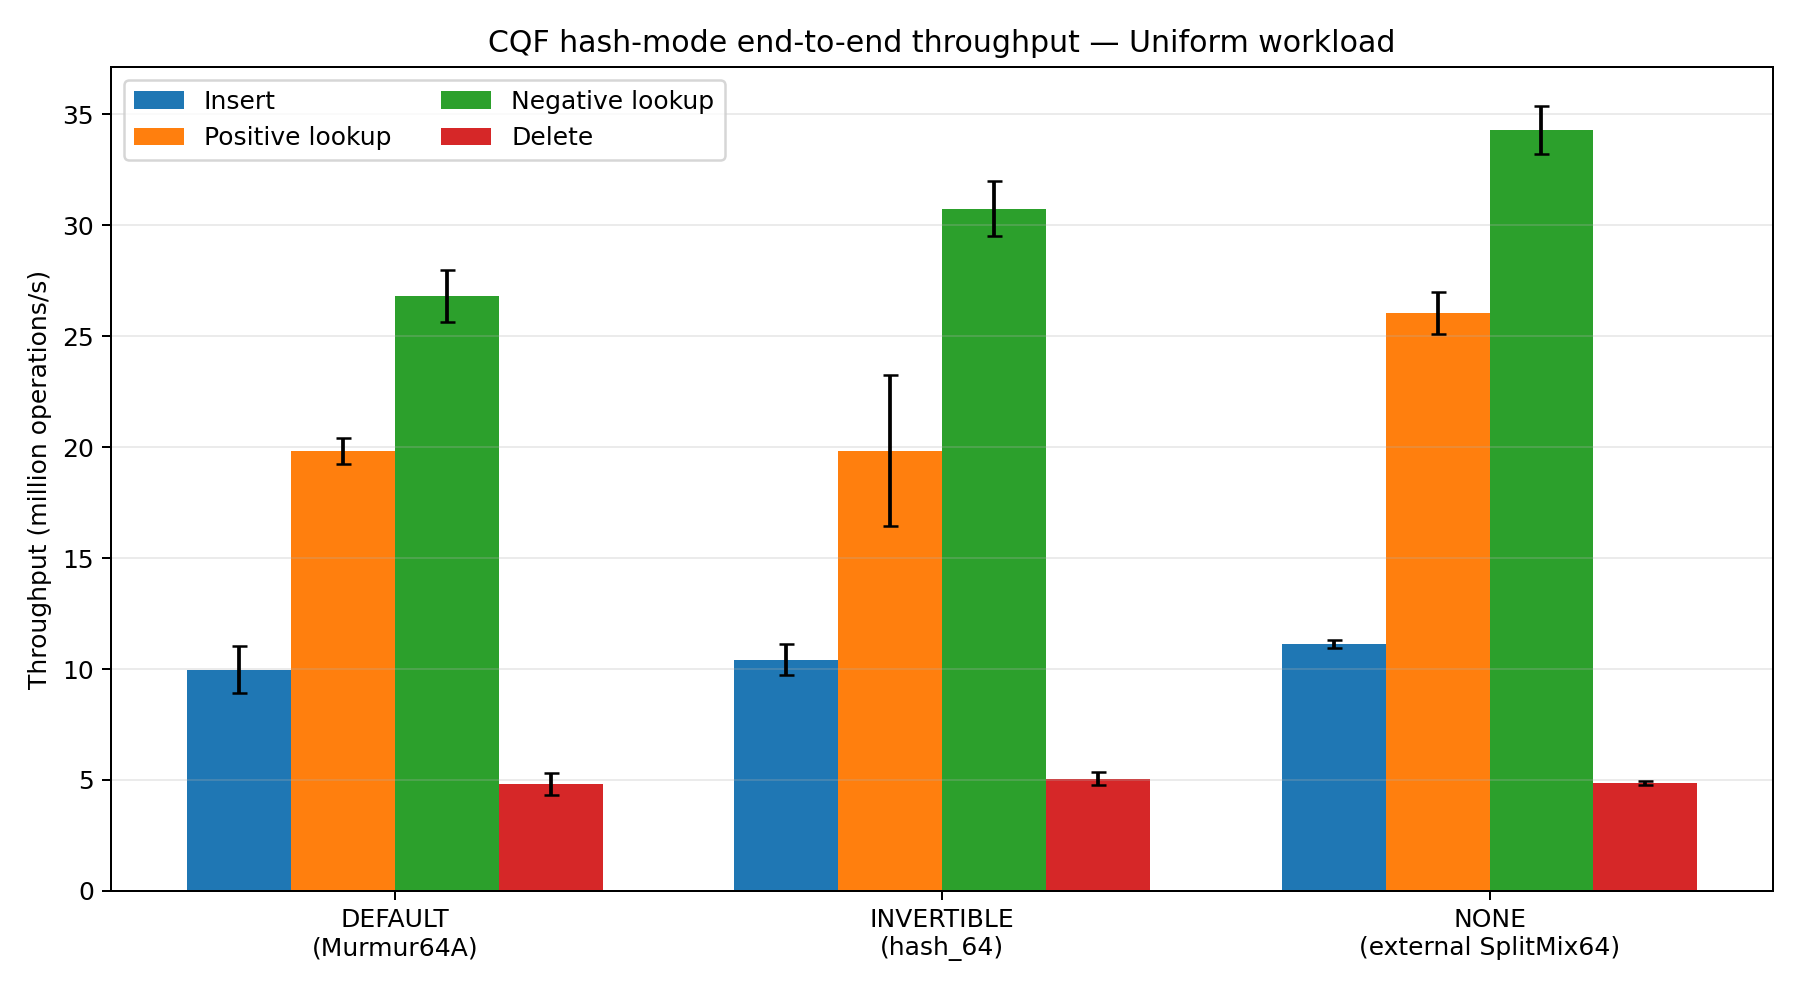 CQF hash-mode end-to-end throughput — Uniform workload
Insert
Positive lookup
Negative lookup
Delete
Throughput (million operations/s)
35
30
25
20
15
10
5
0
DEFAULT
(Murmur64A)
INVERTIBLE
(hash_64)
NONE
(external SplitMix64)